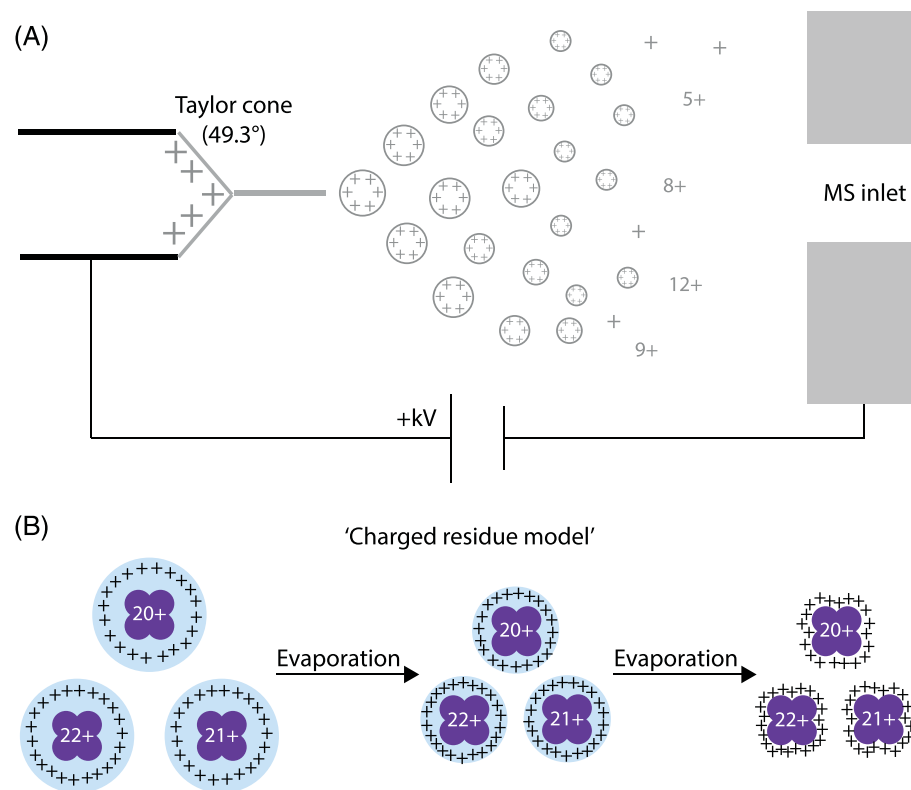 (A)
Taylor cone
(49.3°)
5+
8+
MS inlet
12+
9+
+kV
(B)
'Charged residue model'
20+
22+
21+
Evaporation
20+
22+
21+
Evaporation
20+
22+
21+